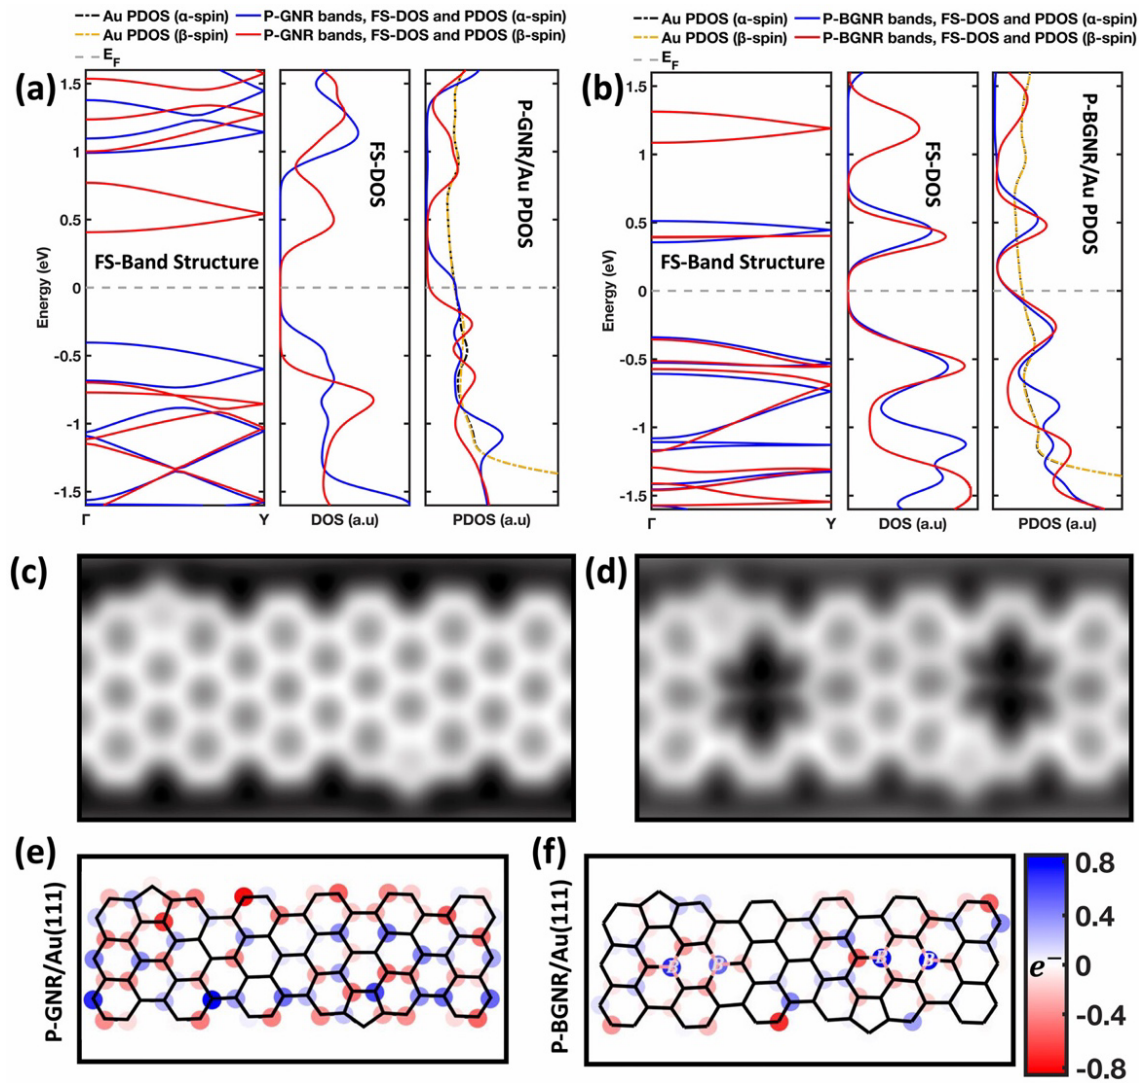 Au PDOS (α-spin) P-GNR bands, FS-DOS and PDOS (α-spin)
Au PDOS (β-spin) P-GNR bands, FS-DOS and PDOS (β-spin)
E_F
(a)
1.5
1
0.5
0
-0.5
-1
-1.5
Energy (eV)
FS-Band Structure
FS-DOS
P-GNR/Au PDOS
Γ Y
DOS (a.u)
PDOS (a.u)
Au PDOS (α-spin) P-BGNR bands, FS-DOS and PDOS (α-spin)
Au PDOS (β-spin) P-BGNR bands, FS-DOS and PDOS (β-spin)
E_F
(b)
1.5
1
0.5
0
-0.5
-1
-1.5
Energy (eV)
FS-Band Structure
FS-DOS
P-BGNR/Au PDOS
Γ Y
DOS (a.u)
PDOS (a.u)
(c)
(d)
(e)
P-GNR/Au(111)
(f)
P-BGNR/Au(111)
B B B B
0.8
0.4
e⁻ 0
-0.4
-0.8